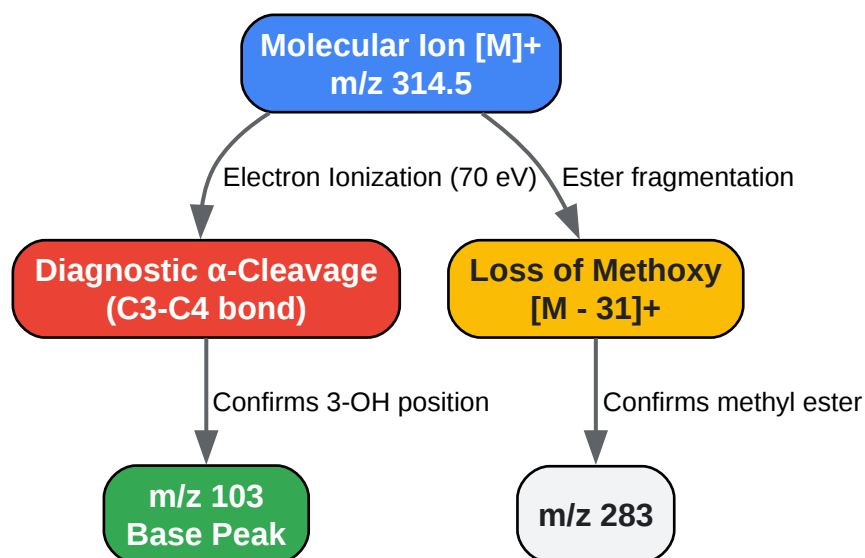 Molecular Ion [M]+
m/z 314.5
Electron Ionization (70 eV)
Ester fragmentation
Diagnostic α-Cleavage
(C3-C4 bond)
Loss of Methoxy
[M - 31]+
Confirms 3-OH position
Confirms methyl ester
m/z 103
Base Peak
m/z 283